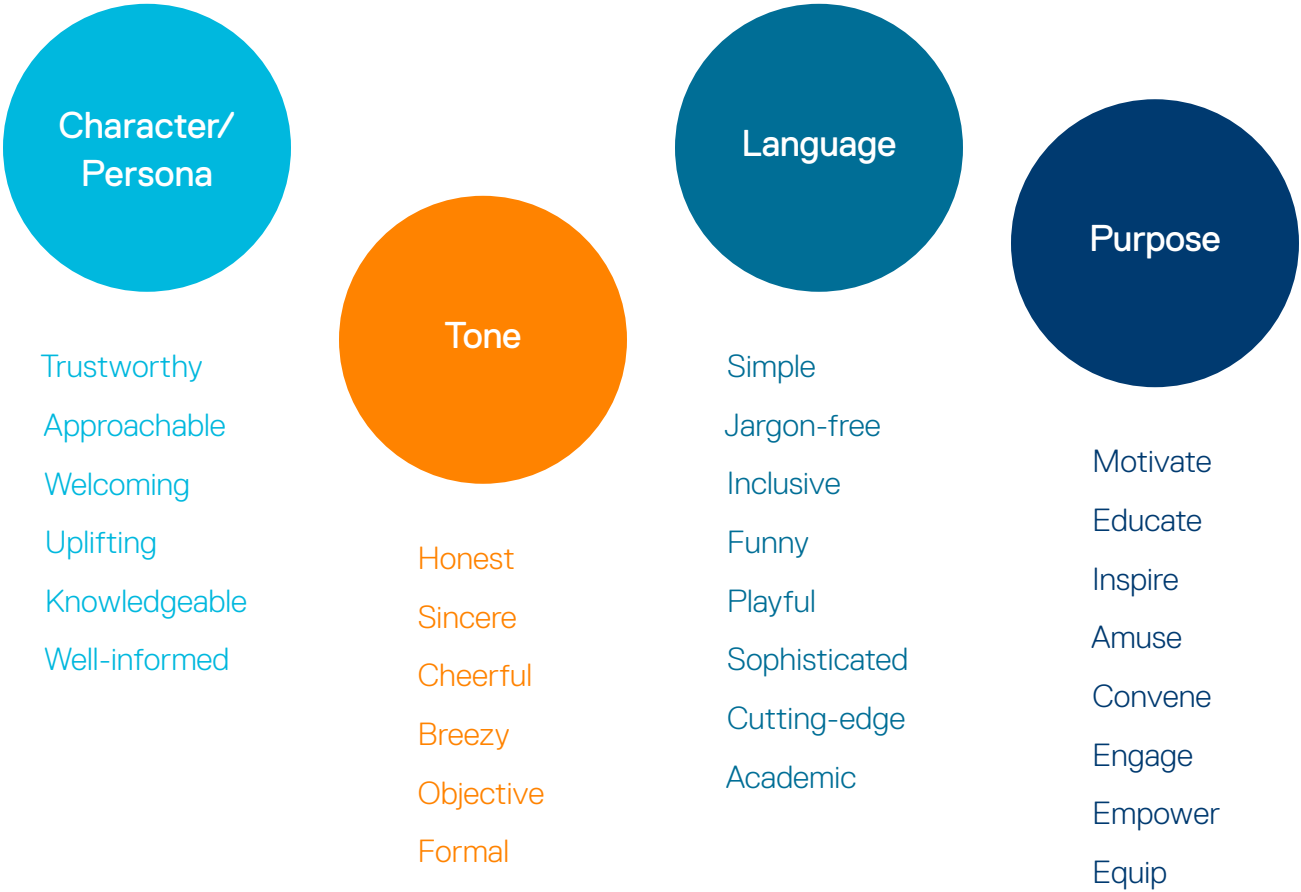 Character/
Persona
Trustworthy
Approachable
Welcoming
Uplifting
Knowledgeable
Well-informed
Tone
Honest
Sincere
Cheerful
Breezy
Objective
Formal
Language
Simple
Jargon-free
Inclusive
Funny
Playful
Sophisticated
Cutting-edge
Academic
Purpose
Motivate
Educate
Inspire
Amuse
Convene
Engage
Empower
Equip